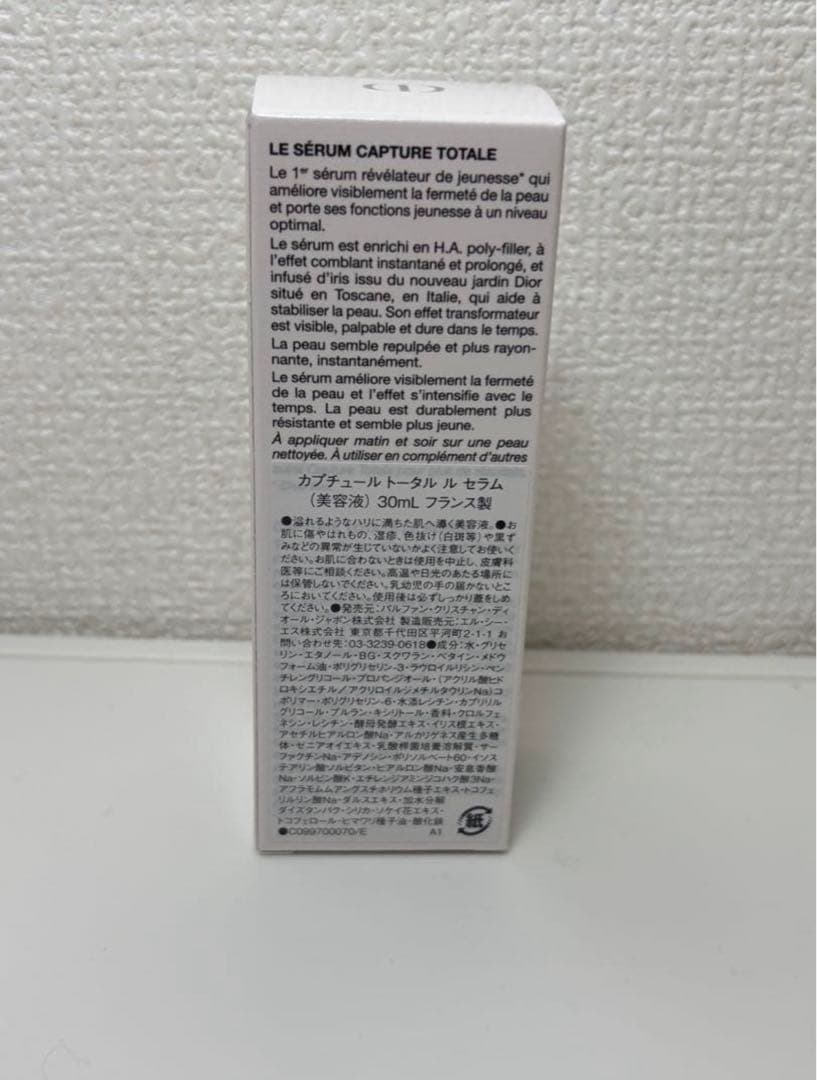 LE SÉRUM CAPTURE TOTALE
Le 1er sérum révélateur de jeunesse* qui
améliore visiblement la fermeté de la peau
et porte ses fonctions jeunesse à un niveau
optimal.
Le sérum est enrichi en H.A. poly-filler, à
l'effet comblant instantané et prolongé, et
infusé d'iris issu du nouveau jardin Dior
situé en Toscane, en Italie, qui aide à
stabiliser la peau. Son effet transformateur
est visible, palpable et dure dans le temps.
La peau semble repulpée et plus rayon-
nante, instantanément.
Le sérum améliore visiblement la fermeté
de la peau et l'effet s'intensifie avec le
temps. La peau est durablement plus
résistante et semble plus jeune.
À appliquer matin et soir sur une peau
nettoyée. À utiliser en complément d'autres
カプチュール トータル ル セラム
（美容液）30mL フランス製
●溢れるようなハリに満ちた肌へ導く美容液。●お
肌に傷やはれもの、湿疹、色抜け（白斑等）や黒ず
みなどの異常が生じていないかよく注意してお使いく
ださい。お肌に合わないときは使用を中止し、皮膚科
医等にご相談ください。高温や日光のあたる場所に
は保管しないでください。乳幼児の手の届かないとこ
ろにおいてください。使用後は必ずしっかり蓋をしめ
てください。●発売元：パルファン・クリスチャン・ディ
オール・ジャポン株式会社 製造販売元：エル・シー・
エス株式会社 東京都千代田区平河町2-1-1 お
問い合わせ先：03-3239-0618●成分：水・グリセ
リン・エタノール・BG・スクワラン・ベタイン・メドウ
フォーム油・ポリグリセリン-3・ラウロイルリシン・ペン
チレングリコール・プロパンジオール・（アクリル酸ヒド
ロキシエチル／アクリロイルジメチルタウリンNa）コ
ポリマー・ポリグリセリン-6・水添レシチン・カプリリル
グリコール・プルラン・キシリトール・香料・クロルフェ
ネシン・レシチン・酵母発酵エキス・イリス根エキス・
アセチルヒアルロン酸Na・アルカリゲネス産生多糖
体・ゼニアオイエキス・乳酸桿菌培養溶解質・サー
ファクチンNa・アデノシン・ポリソルベート60・イソス
テアリン酸ソルビタン・ヒアルロン酸Na・安息香酸
Na・ソルビン酸K・エチレンジアミンジコハク酸3Na・
アフラモムムアングスチホリウム種子エキス・トコフェ
リルリン酸Na・ダルスエキス・加水分解
ダイズタンパク・シリカ・ソケイ花エキス・
トコフェロール・ヒマワリ種子油・酸化鉄
●C099700070/E A1
紙